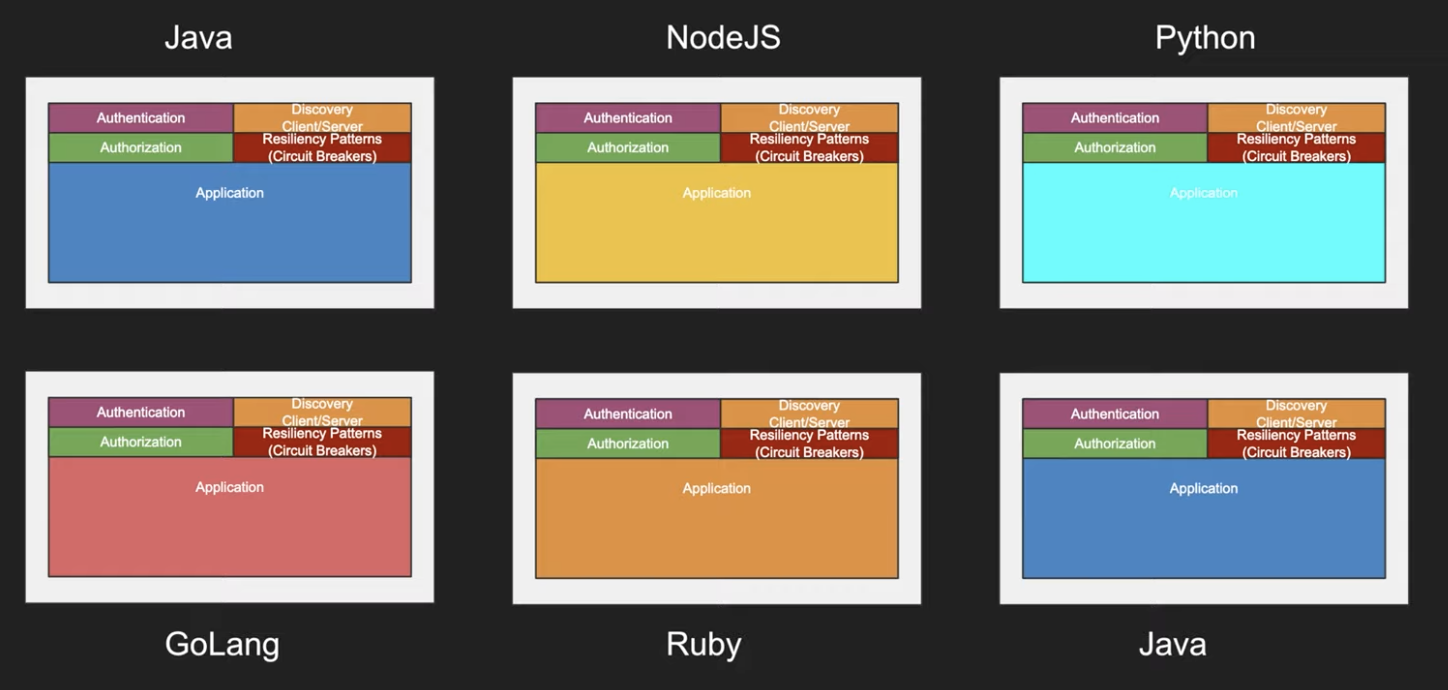 Java
NodeJS
Python
Authentication
Discovery
Client/Server
Authorization
Resiliency Patterns
(Circuit Breakers)
Application
Authentication
Discovery
Client/Server
Authorization
Resiliency Patterns
(Circuit Breakers)
Application
Authentication
Discovery
Client/Server
Authorization
Resiliency Patterns
(Circuit Breakers)
Application
Authentication
Discovery
Client/Server
Authorization
Resiliency Patterns
(Circuit Breakers)
Application
Authentication
Discovery
Client/Server
Authorization
Resiliency Patterns
(Circuit Breakers)
Application
Authentication
Discovery
Client/Server
Authorization
Resiliency Patterns
(Circuit Breakers)
Application
GoLang
Ruby
Java